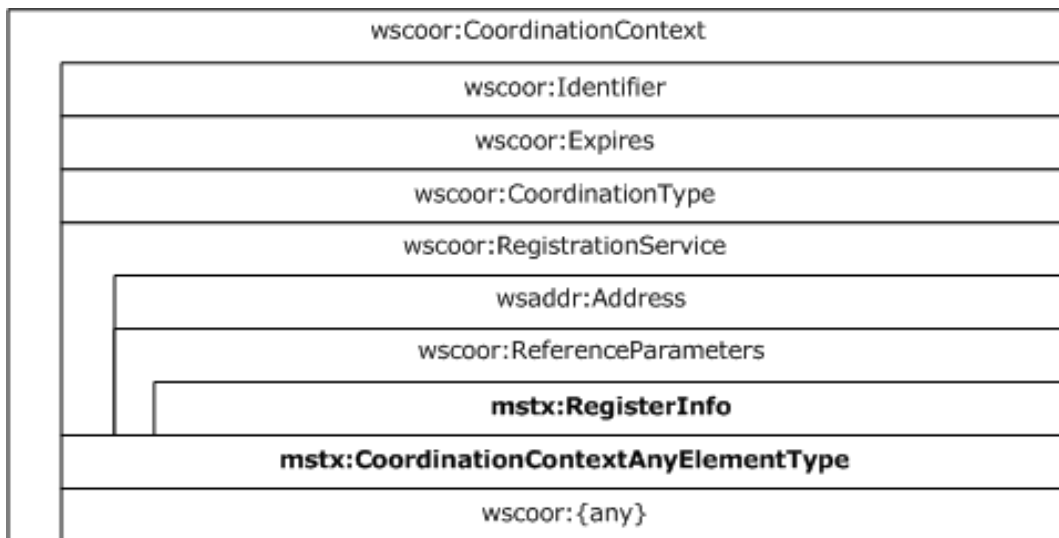 wscoor:CoordinationContext
wscoor:Identifier
wscoor:Expires
wscoor:CoordinationType
wscoor:RegistrationService
wsaddr:Address
wscoor:ReferenceParameters
mstx:RegisterInfo
mstx:CoordinationContextAnyElementType
wscoor:{any}